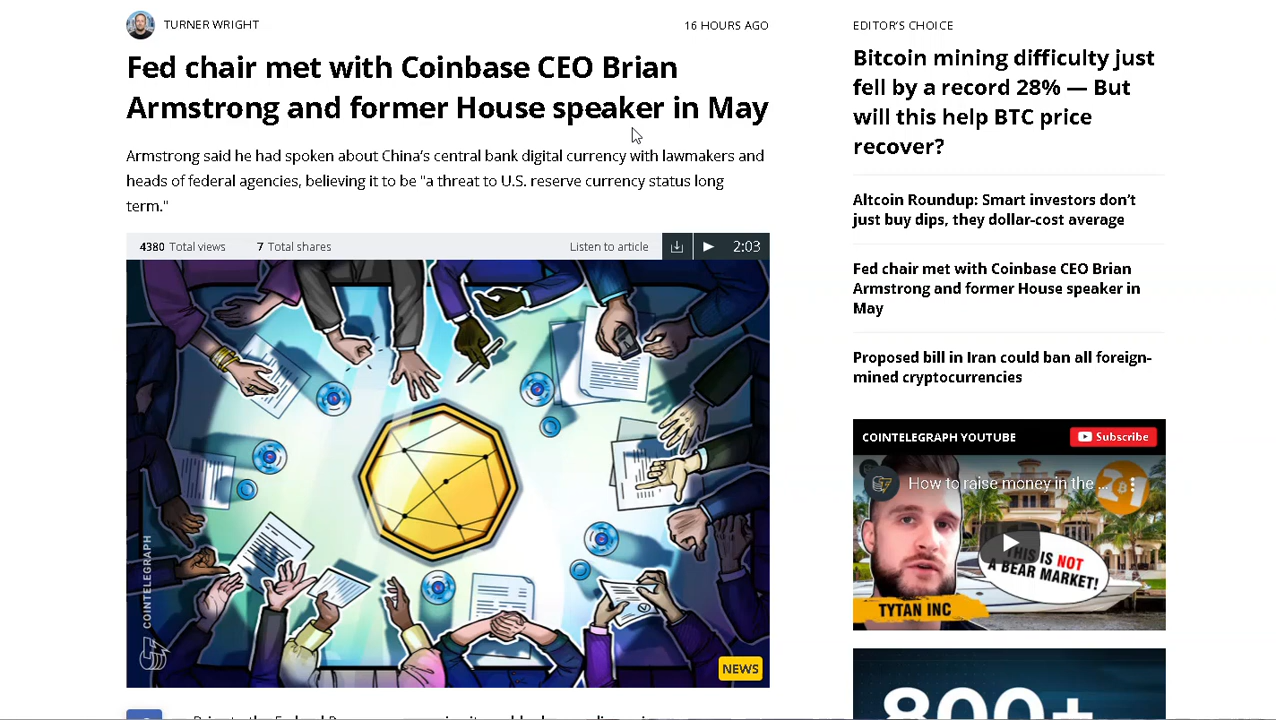 TURNER WRIGHT
16 HOURS AGO
Fed chair met with Coinbase CEO Brian
Armstrong and former House speaker in May
Armstrong said he had spoken about China's central bank digital currency with lawmakers and
heads of federal agencies, believing it to be "a threat to U.S. reserve currency status long
term."
4380 Total views 7 Total shares Listen to article 2:03
COINTELEGRAPH
NEWS
EDITOR'S CHOICE
Bitcoin mining difficulty just
fell by a record 28% — But
will this help BTC price
recover?
Altcoin Roundup: Smart investors don't
just buy dips, they dollar-cost average
Fed chair met with Coinbase CEO Brian
Armstrong and former House speaker in
May
Proposed bill in Iran could ban all foreign-
mined cryptocurrencies
COINTELEGRAPH YOUTUBE Subscribe
How to raise money in the ...
THIS IS NOT
A BEAR MARKET!
TYTAN INC
800+